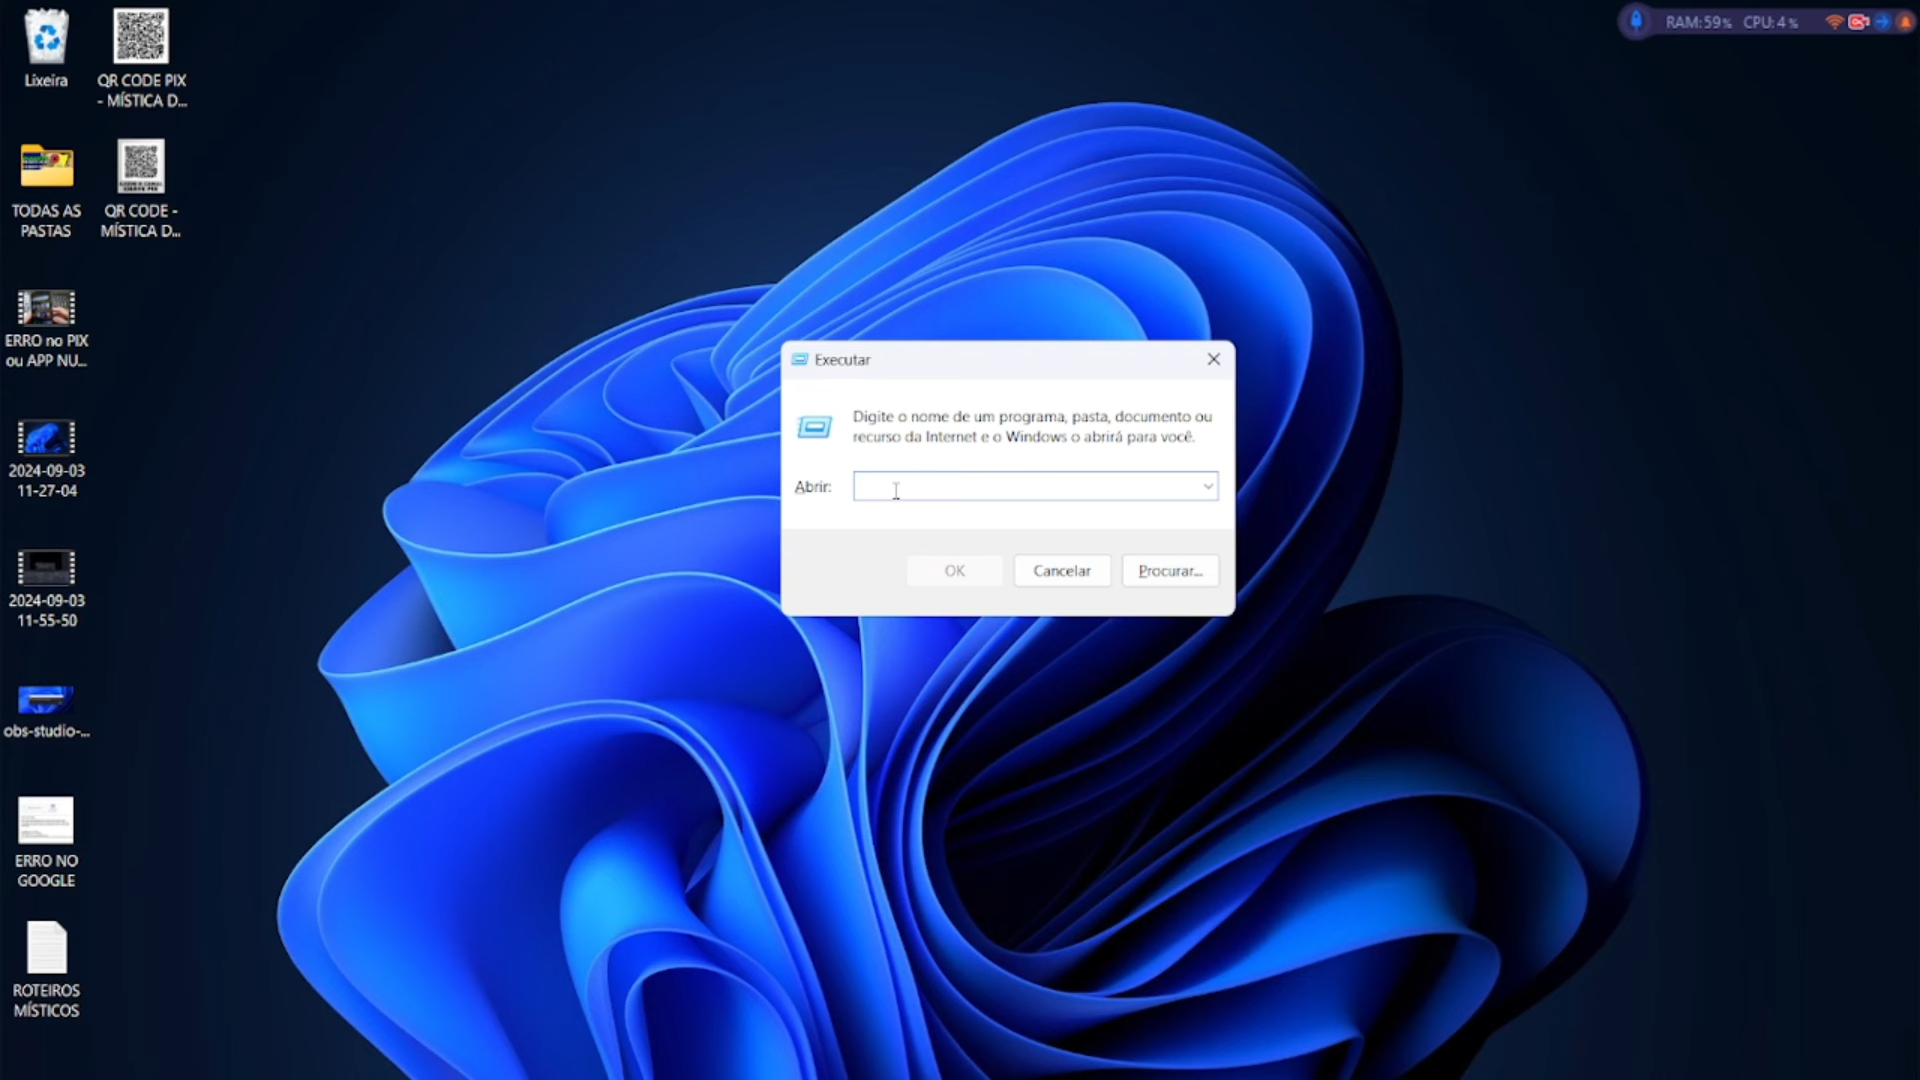 Lixeira
QR CODE PIX
- MÍSTICA D...
TODAS AS
PASTAS
QR CODE -
MÍSTICA D...
ERRO no PIX
ou APP NU...
2024-09-03
11-27-04
2024-09-03
11-55-50
obs-studio-...
ERRO NO
GOOGLE
ROTEIROS
MÍSTICOS
RAM:59% CPU:4%
Executar
Digite o nome de um programa, pasta, documento ou
recurso da Internet e o Windows o abrirá para você.
Abrir:
OK
Cancelar
Procurar...